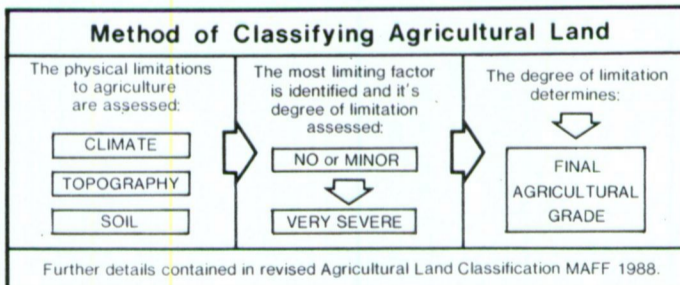 Method of Classifying Agricultural Land
The physical limitations
to agriculture
are assessed:
CLIMATE
TOPOGRAPHY
SOIL
The most limiting factor
is identified and it's
degree of limitation
assessed:
NO or MINOR
VERY SEVERE
The degree of limitation
determines:
FINAL
AGRICULTURAL
GRADE
Further details contained in revised Agricultural Land Classification MAFF 1988.